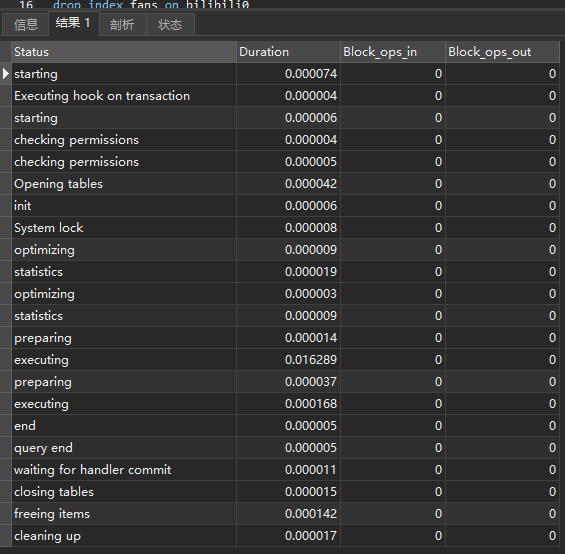 16 drop index fans on bilibili0
信息 结果 1 剖析 状态
Status Duration Block_ops_in Block_ops_out
starting 0.000074 0 0
Executing hook on transaction 0.000004 0 0
starting 0.000006 0 0
checking permissions 0.000004 0 0
checking permissions 0.000005 0 0
Opening tables 0.000042 0 0
init 0.000006 0 0
System lock 0.000008 0 0
optimizing 0.000009 0 0
statistics 0.000019 0 0
optimizing 0.000003 0 0
statistics 0.000009 0 0
preparing 0.000014 0 0
executing 0.016289 0 0
preparing 0.000037 0 0
executing 0.000168 0 0
end 0.000005 0 0
query end 0.000005 0 0
waiting for handler commit 0.000011 0 0
closing tables 0.000015 0 0
freeing items 0.000142 0 0
cleaning up 0.000017 0 0